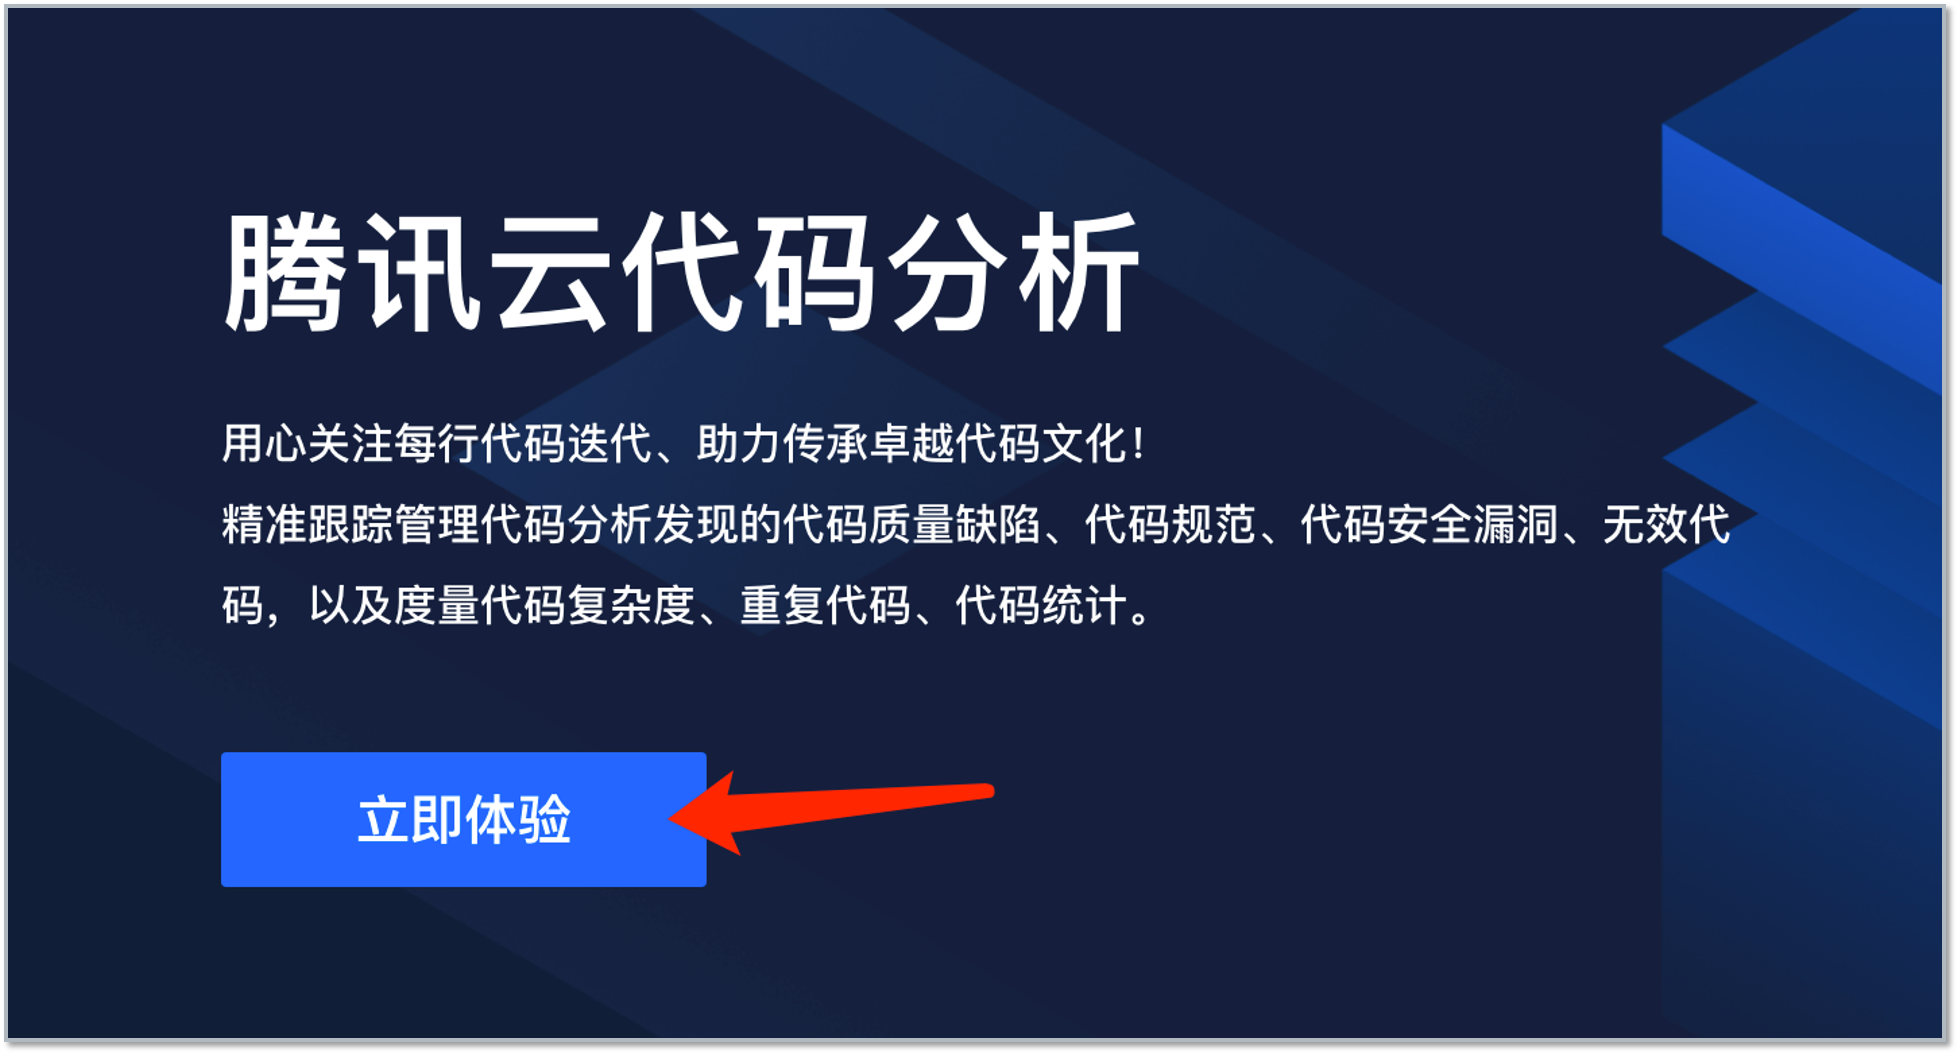 腾讯云代码分析
用心关注每行代码迭代、助力传承卓越代码文化！
精准跟踪管理代码分析发现的代码质量缺陷、代码规范、代码安全漏洞、无效代
码，以及度量代码复杂度、重复代码、代码统计。
立即体验